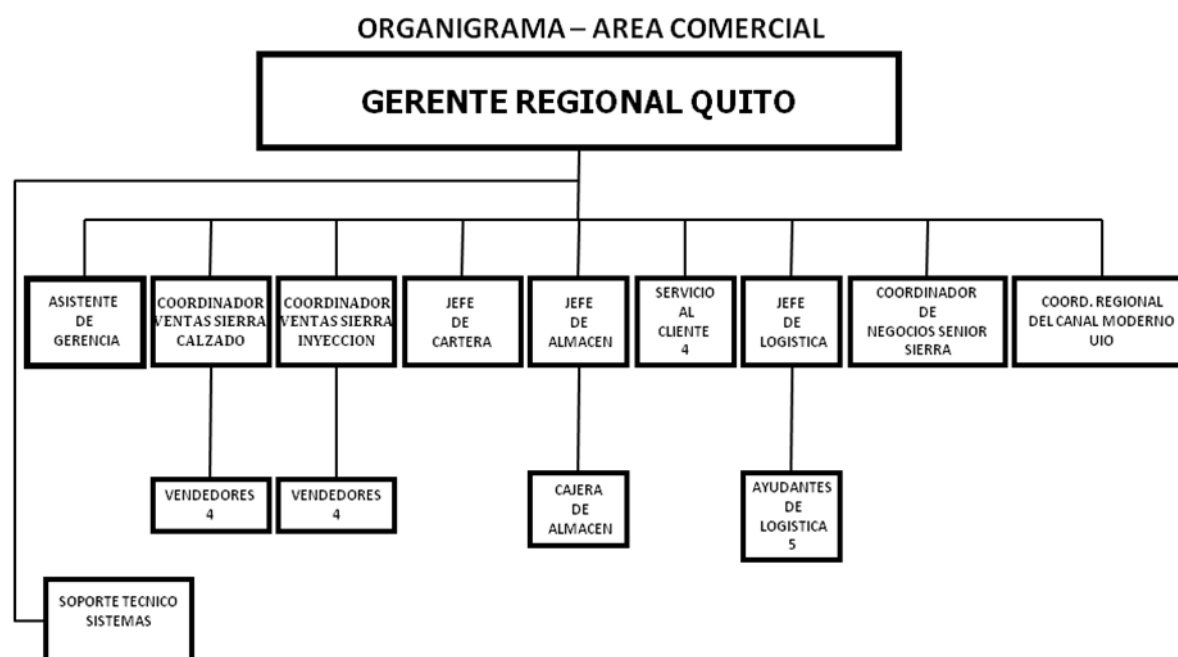 ORGANIGRAMA – AREA COMERCIAL
GERENTE REGIONAL QUITO
ASISTENTE
DE
GERENCIA
COORDINADOR
VENTAS SIERRA
CALZADO
COORDINADOR
VENTAS SIERRA
INYECCION
JEFE
DE
CARTERA
JEFE
DE
ALMACEN
SERVICIO
AL
CLIENTE
4
JEFE
DE
LOGISTICA
COORDINADOR
DE
NEGOCIOS SENIOR
SIERRA
COORD. REGIONAL
DEL CANAL MODERNO
UIO
VENDEDORES
4
VENDEDORES
4
CAJERA
DE
ALMACEN
AYUDANTES
DE
LOGISTICA
5
SOPORTE TECNICO
SISTEMAS